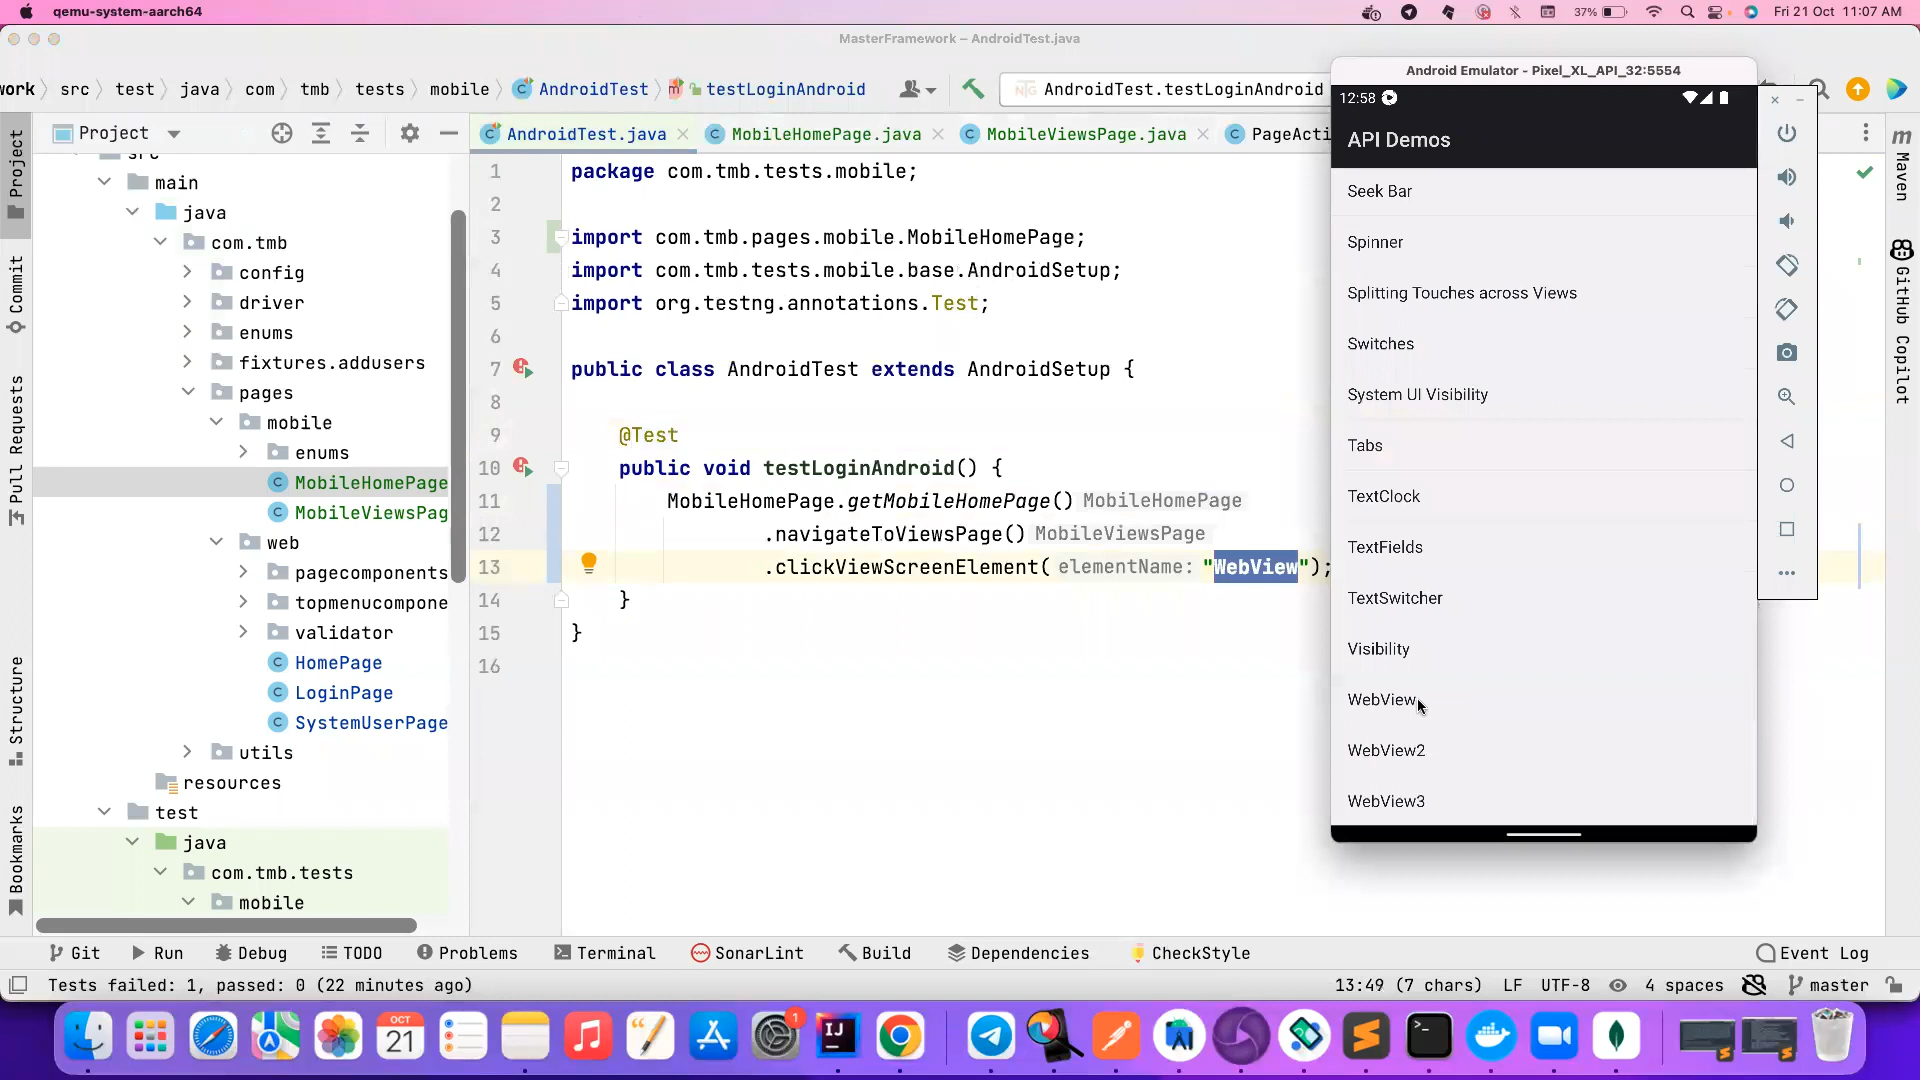 qemu-system-aarch64
37%
Fri 21 Oct 11:07 AM
MasterFramework – AndroidTest.java
work
src
test
java
com
tmb
tests
mobile
AndroidTest
testLoginAndroid
AndroidTest.testLoginAndroid
Project
AndroidTest.java
MobileHomePage.java
MobileViewsPage.java
PageActi
src
main
java
com.tmb
config
driver
enums
fixtures.addusers
pages
mobile
enums
MobileHomePage
MobileViewsPag
web
pagecomponents
topmenucompone
validator
HomePage
LoginPage
SystemUserPage
utils
resources
test
java
com.tmb.tests
mobile
Project
Commit
Pull Requests
Structure
Bookmarks
1 package com.tmb.tests.mobile;
2
3 import com.tmb.pages.mobile.MobileHomePage;
4 import com.tmb.tests.mobile.base.AndroidSetup;
5 import org.testng.annotations.Test;
6
7 public class AndroidTest extends AndroidSetup {
8
9 @Test
10 public void testLoginAndroid() {
11 MobileHomePage.getMobileHomePage() MobileHomePage
12 .navigateToViewsPage() MobileViewsPage
13 .clickViewScreenElement( elementName: "WebView");
14 }
15 }
16
Android Emulator - Pixel_XL_API_32:5554
12:58
API Demos
Seek Bar
Spinner
Splitting Touches across Views
Switches
System UI Visibility
Tabs
TextClock
TextFields
TextSwitcher
Visibility
WebView
WebView2
WebView3
m
Maven
GitHub Copilot
Git
Run
Debug
TODO
Problems
Terminal
SonarLint
Build
Dependencies
CheckStyle
Event Log
Tests failed: 1, passed: 0 (22 minutes ago)
13:49 (7 chars)
LF
UTF-8
4 spaces
master
OCT
21
1
IJ